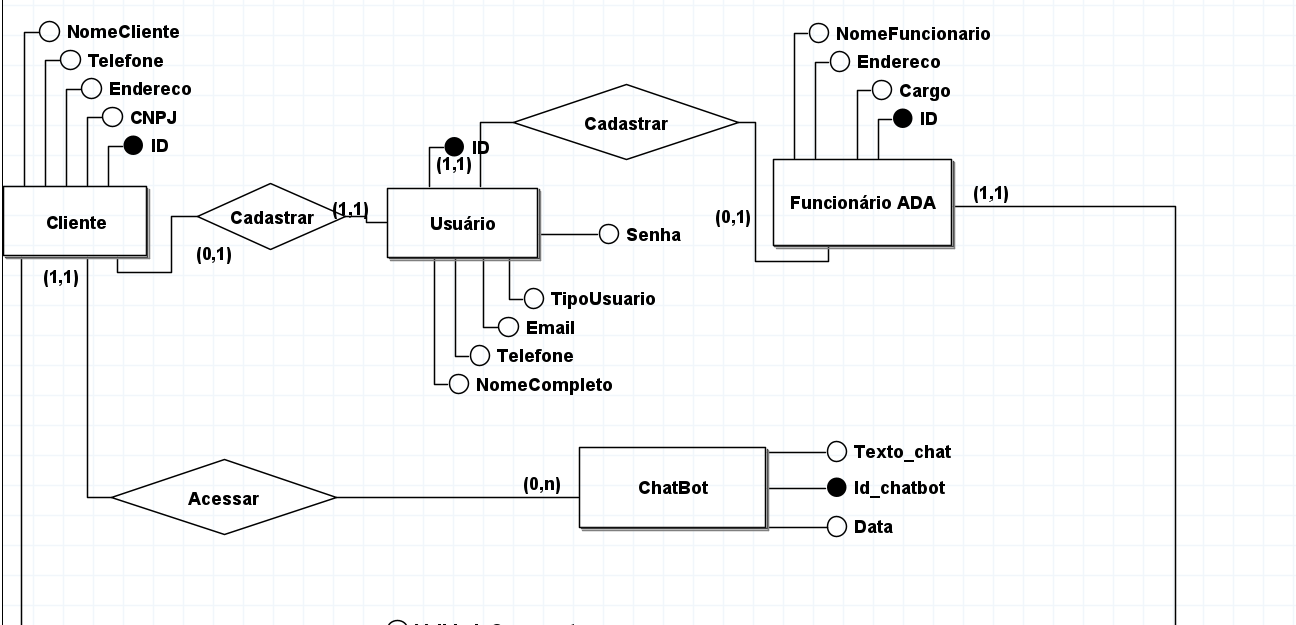 NomeCliente
Telefone
Endereco
CNPJ
ID
Cliente
(1,1)
Cadastrar
(0,1)
(1,1)
ID
(1,1)
Usuário
Senha
TipoUsuario
Email
Telefone
NomeCompleto
Cadastrar
(0,1)
NomeFuncionario
Endereco
Cargo
ID
Funcionário ADA
(1,1)
Acessar
(0,n)
ChatBot
Texto_chat
Id_chatbot
Data